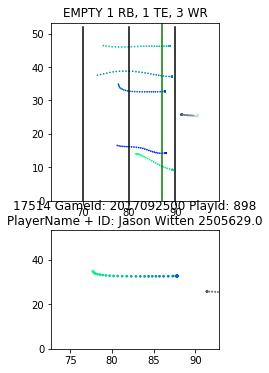 EMPTY 1 RB, 1 TE, 3 WR
50
40
30
20
10
0
70 80 90
17514 GameId: 2017092500 PlayId: 898
PlayerName + ID: Jason Witten 2505629.0
40
20
0
75 80 85 90